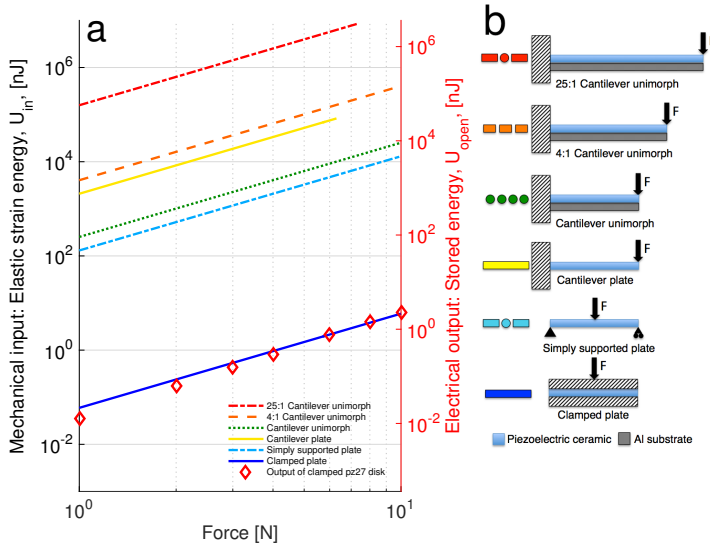 a
Mechanical input: Elastic strain energy, U_in, [nJ]
10^6
10^4
10^2
10^0
10^-2
10^0
10^1
Force [N]
Electrical output: Stored energy, U_open, [nJ]
10^6
10^4
10^2
10^0
10^-2
25:1 Cantilever unimorph
4:1 Cantilever unimorph
Cantilever unimorph
Cantilever plate
Simply supported plate
Clamped plate
Output of clamped pz27 disk
b
25:1 Cantilever unimorph
F
4:1 Cantilever unimorph
F
Cantilever unimorph
F
Cantilever plate
F
Simply supported plate
F
Clamped plate
Piezoelectric ceramic
Al substrate